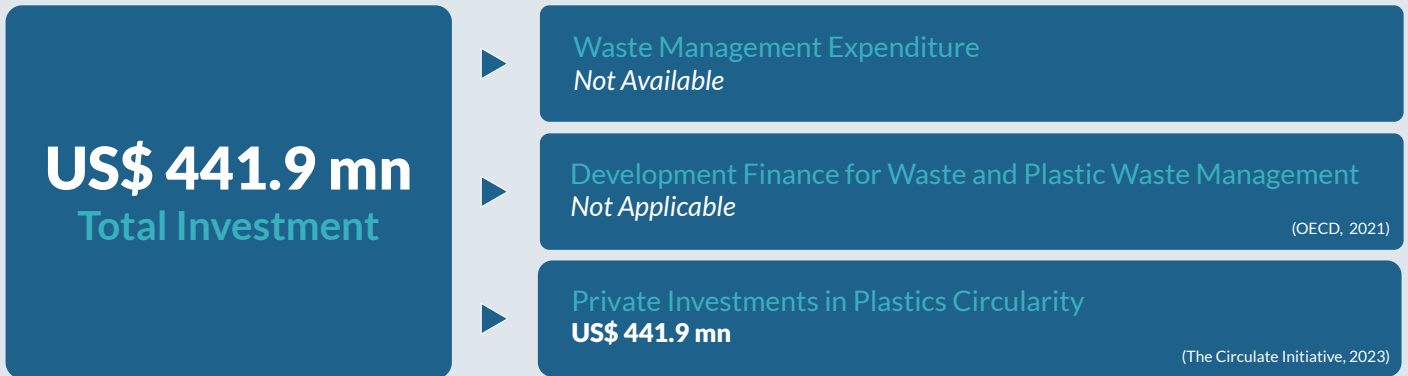 US$ 441.9 mn
Total Investment
Waste Management Expenditure
Not Available
Development Finance for Waste and Plastic Waste Management
Not Applicable
(OECD, 2021)
Private Investments in Plastics Circularity
US$ 441.9 mn
(The Circulate Initiative, 2023)